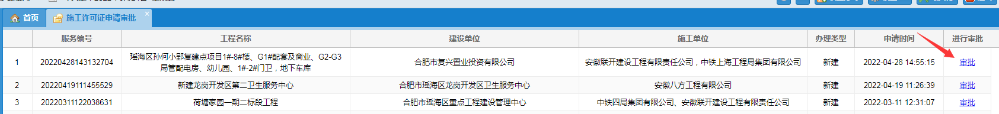 首页 施工许可证申请审批
服务编号 工程名称 建设单位 施工单位 办理类型 申请时间 进行审批
1 20220428143132704 瑶海区孙何小郢复建点项目1#-8#楼、G1#配套及商业、G2-G3 合肥市复兴置业投资有限公司 安徽联开建设工程有限责任公司，中铁上海工程局集团有限公司 新建 2022-04-28 14:55:15 审批
局管配电房、幼儿园、1#-2#门卫，地下车库
2 20220419111455529 新建龙岗开发区第二卫生服务中心 合肥市瑶海区龙岗开发区卫生服务中心 安徽八方工程有限公司 新建 2022-04-19 11:26:39 审批
3 20220311122038631 荷塘家园一期二标段工程 合肥市瑶海区重点工程建设管理中心 中铁四局集团有限公司、安徽联开建设工程有限责任公司 新建 2022-03-11 12:31:07 审批